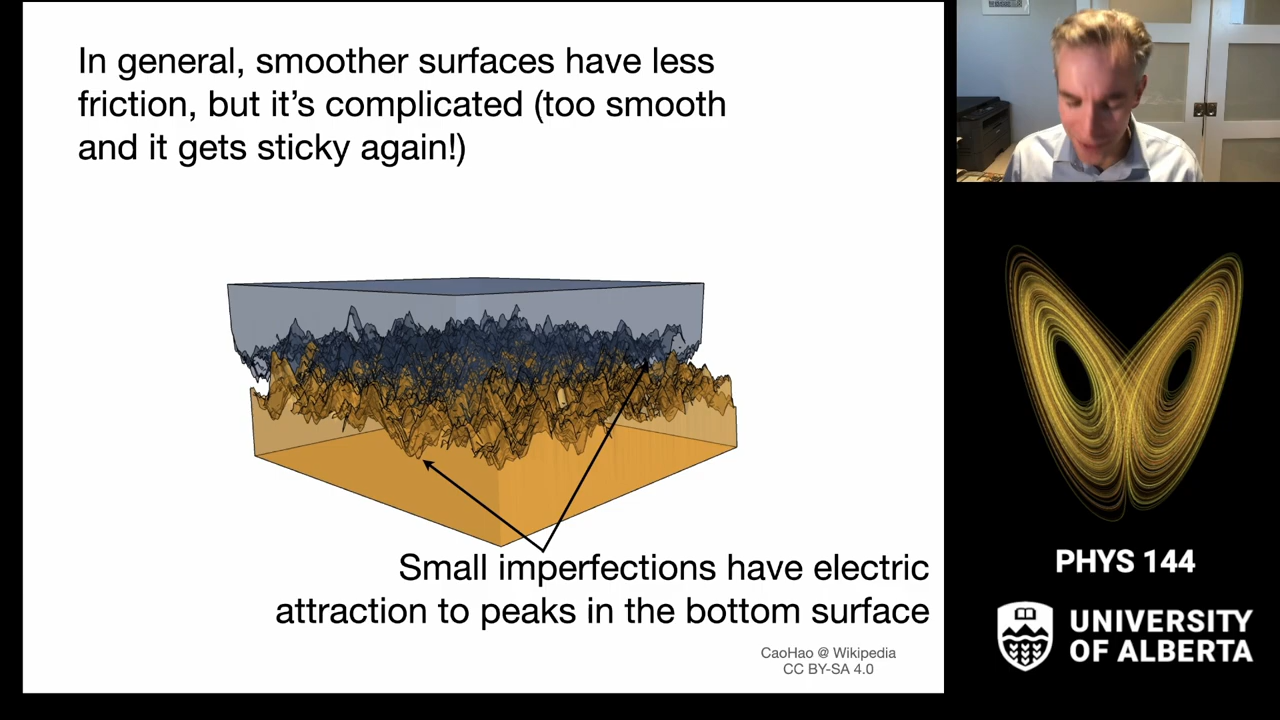 In general, smoother surfaces have less
friction, but it’s complicated (too smooth
and it gets sticky again!)
Small imperfections have electric
attraction to peaks in the bottom surface
CaoHao @ Wikipedia
CC BY-SA 4.0
PHYS 144
UNIVERSITY
OF ALBERTA